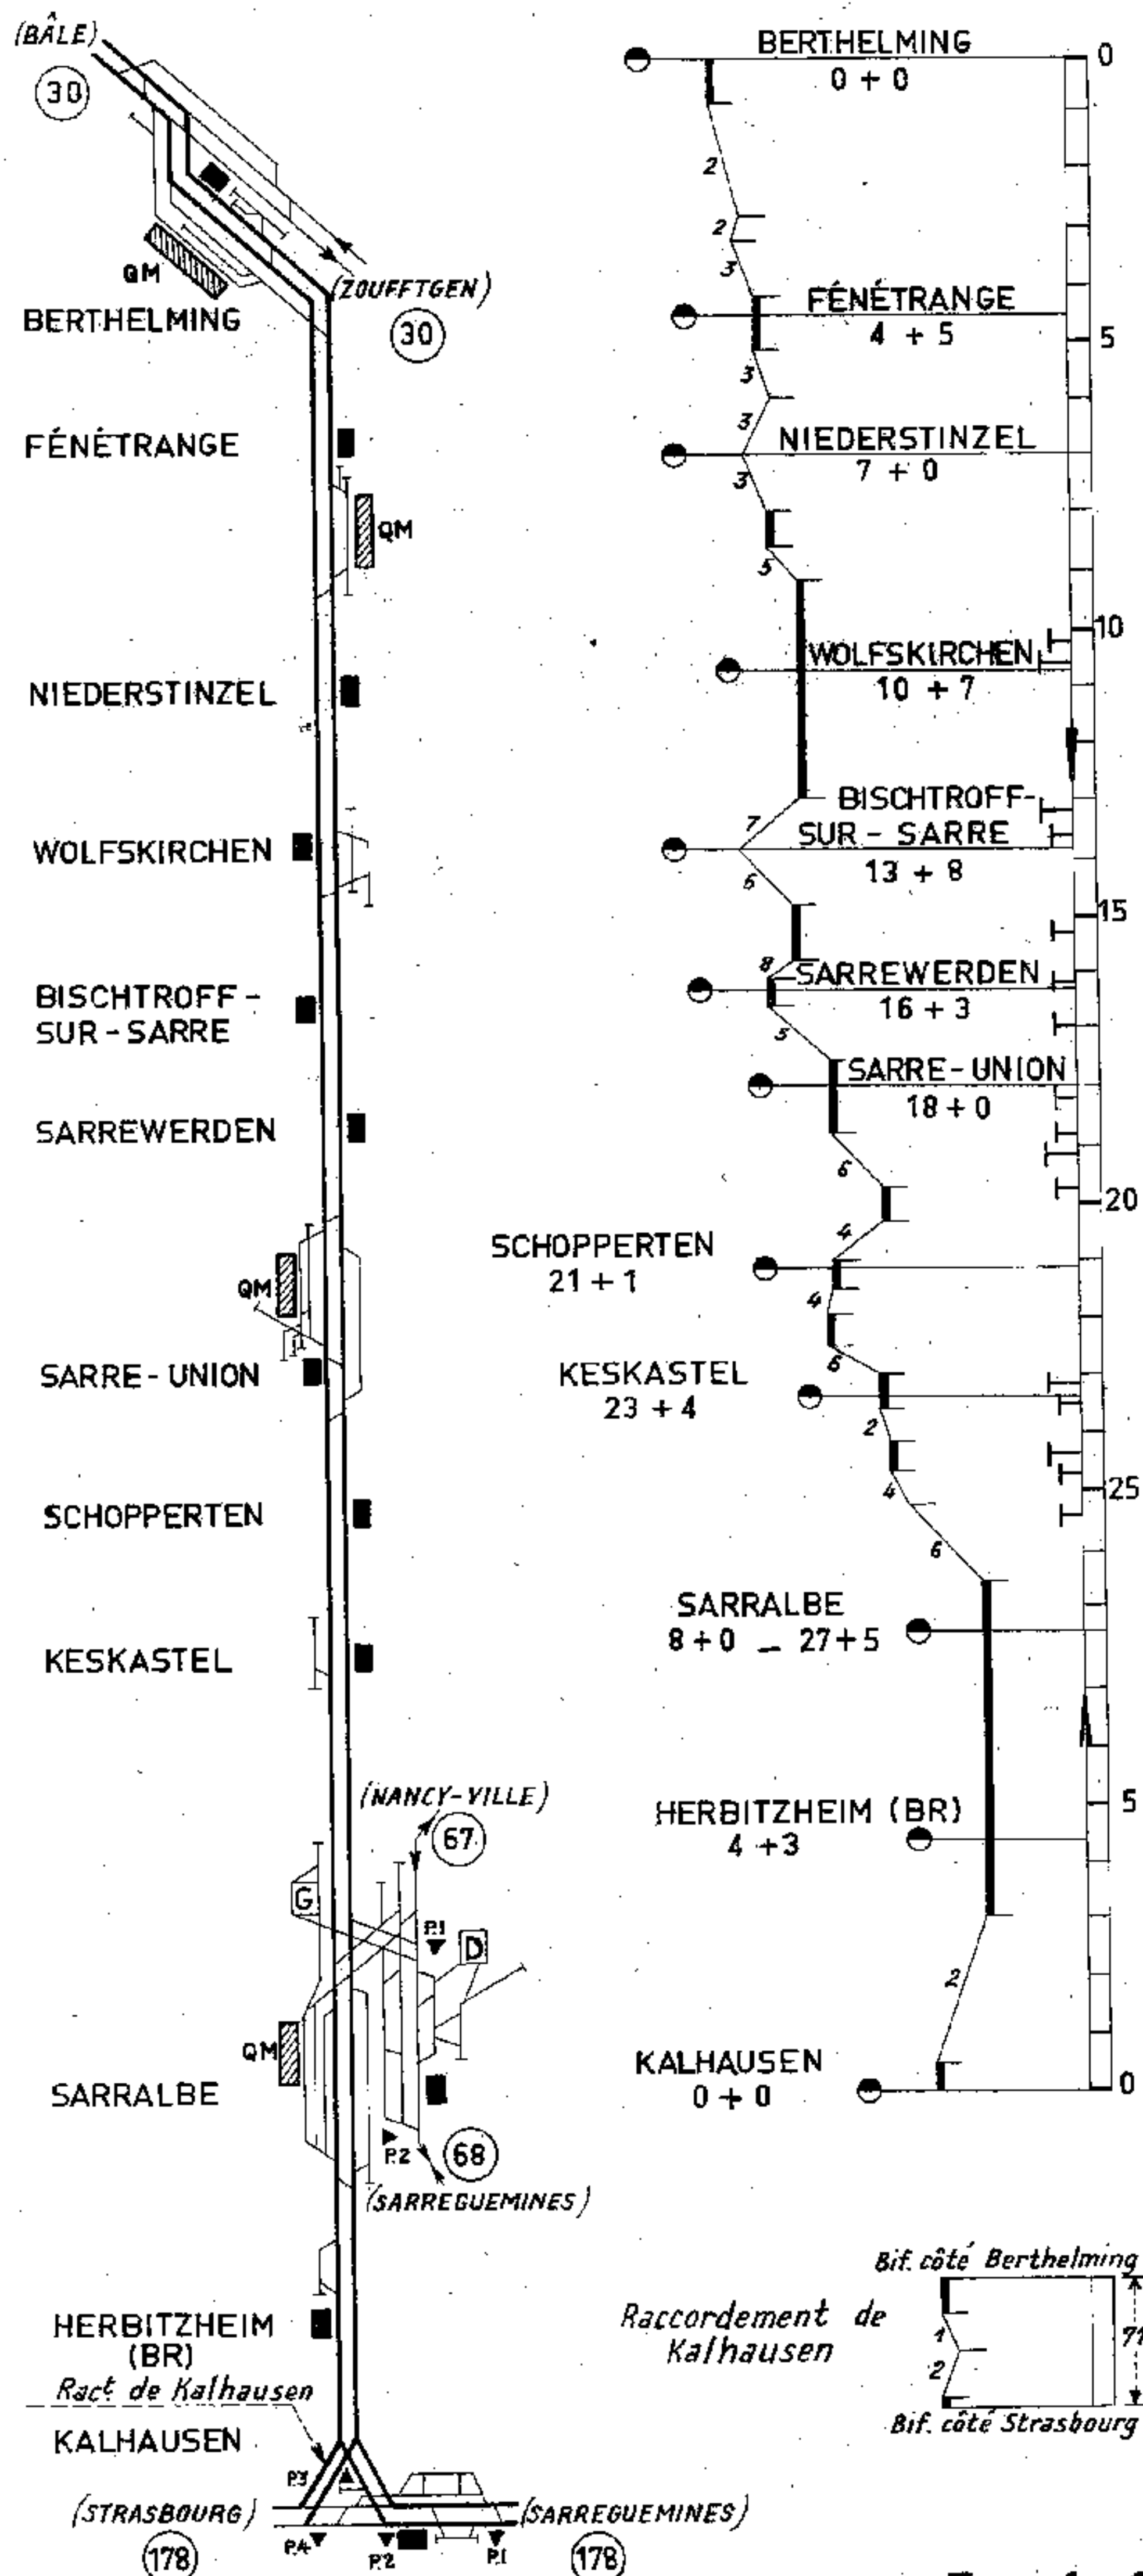 (BÂLE)
30
QM
BERTHELMING
(ZOUFFTGEN)
30
FÉNÉTRANGE
QM
NIEDERSTINZEL
WOLFSKIRCHEN
BISCHTROFF-
SUR-SARRE
SARREWERDEN
QM
SARRE-UNION
SCHOPPERTEN
KESKASTEL
(NANCY-VILLE)
67
G
P.1
D
QM
SARRALBE
P.2
68
(SARREGUEMINES)
HERBITZHEIM
(BR)
Ract de Kalhausen
KALHAUSEN
P.3
(STRASBOURG)
178
P.4
P.2
P.1
(SARREGUEMINES)
178
BERTHELMING
0 + 0
0
2
2
3
FÉNÉTRANGE
4 + 5
5
3
3
NIEDERSTINZEL
7 + 0
3
5
10
WOLFSKIRCHEN
10 + 7
BISCHTROFF-
SUR-SARRE
13 + 8
7
6
15
8
SARREWERDEN
16 + 3
5
SARRE-UNION
18 + 0
6
20
4
SCHOPPERTEN
21 + 1
4
6
KESKASTEL
23 + 4
2
4
25
6
SARRALBE
8 + 0 _ 27 + 5
HERBITZHEIM (BR)
4 + 3
5
2
KALHAUSEN
0 + 0
0
Bif. côté Berthelming
Raccordement de
Kalhausen
1
2
Bif. côté Strasbourg